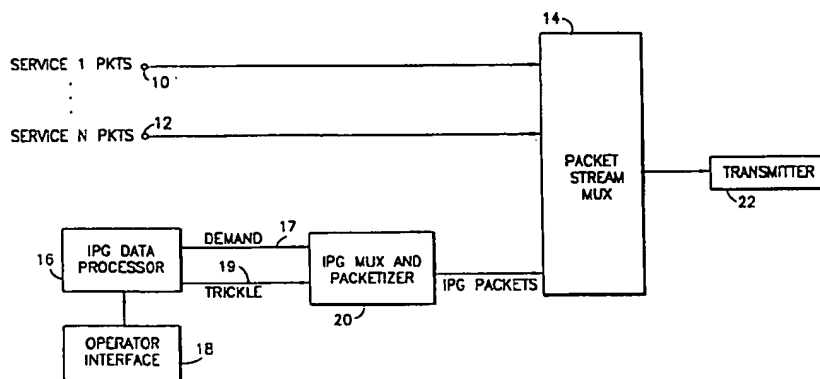 14
SERVICE 1 PKTS
10
SERVICE N PKTS
12
PACKET
STREAM
MUX
TRANSMITTER
22
IPG DATA
PROCESSOR
16
DEMAND
17
19
TRICKLE
IPG MUX AND
PACKETIZER
20
IPG PACKETS
OPERATOR
INTERFACE
18